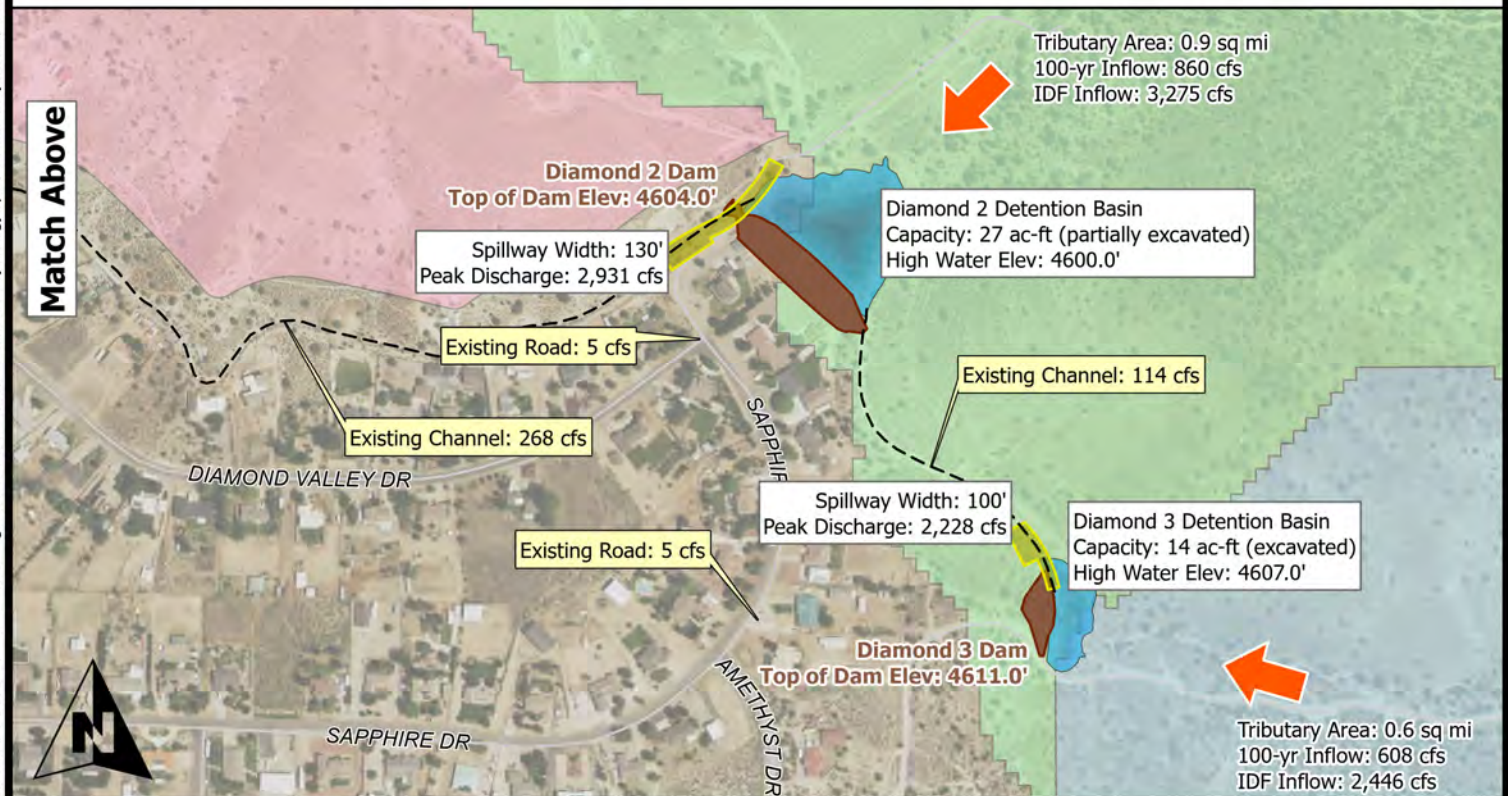 Match Above
Tributary Area: 0.9 sq mi
100-yr Inflow: 860 cfs
IDF Inflow: 3,275 cfs
Diamond 2 Dam
Top of Dam Elev: 4604.0'
Spillway Width: 130'
Peak Discharge: 2,931 cfs
Diamond 2 Detention Basin
Capacity: 27 ac-ft (partially excavated)
High Water Elev: 4600.0'
Existing Road: 5 cfs
Existing Channel: 114 cfs
Existing Channel: 268 cfs
DIAMOND VALLEY DR
Spillway Width: 100'
Peak Discharge: 2,228 cfs
Diamond 3 Detention Basin
Capacity: 14 ac-ft (excavated)
High Water Elev: 4607.0'
Existing Road: 5 cfs
Diamond 3 Dam
Top of Dam Elev: 4611.0'
AMETHYST DR
SAPPHIRE DR
N
Tributary Area: 0.6 sq mi
100-yr Inflow: 608 cfs
IDF Inflow: 2,446 cfs